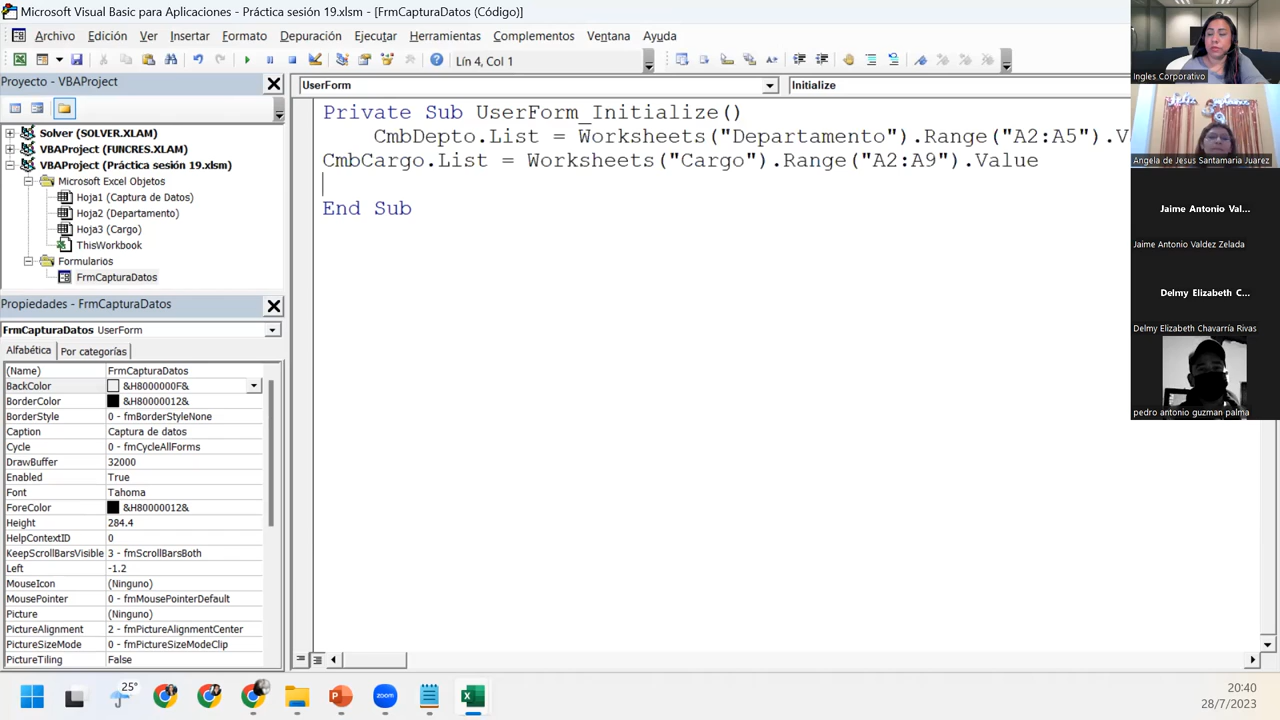 Microsoft Visual Basic para Aplicaciones - Práctica sesión 19.xlsm - [FrmCapturaDatos (Código)]
Archivo Edición Ver Insertar Formato Depuración Ejecutar Herramientas Complementos Ventana Ayuda
Lín 4, Col 1
Proyecto - VBAProject
Solver (SOLVER.XLAM)
VBAProject (FUNCRES.XLAM)
VBAProject (Práctica sesión 19.xlsm)
Microsoft Excel Objetos
Hoja1 (Captura de Datos)
Hoja2 (Departamento)
Hoja3 (Cargo)
ThisWorkbook
Formularios
FrmCapturaDatos
Propiedades - FrmCapturaDatos
FrmCapturaDatos UserForm
Alfabética Por categorías
(Name) FrmCapturaDatos
BackColor &H8000000F&
BorderColor &H80000012&
BorderStyle 0 - fmBorderStyleNone
Caption Captura de datos
Cycle 0 - fmCycleAllForms
DrawBuffer 32000
Enabled True
Font Tahoma
ForeColor &H80000012&
Height 284.4
HelpContextID 0
KeepScrollBarsVisible 3 - fmScrollBarsBoth
Left -1.2
MouseIcon (Ninguno)
MousePointer 0 - fmMousePointerDefault
Picture (Ninguno)
PictureAlignment 2 - fmPictureAlignmentCenter
PictureSizeMode 0 - fmPictureSizeModeClip
PictureTiling False
UserForm Initialize
Private Sub UserForm_Initialize()
CmbDepto.List = Worksheets("Departamento").Range("A2:A5").V
CmbCargo.List = Worksheets("Cargo").Range("A2:A9").Value
End Sub
Ingles Corporativo
Angela de Jesus Santamaria Juarez
Jaime Antonio Val...
Jaime Antonio Valdez Zelada
Delmy Elizabeth C...
Delmy Elizabeth Chavarría Rivas
pedro antonio guzman palma
25°
zoom
20:40
28/7/2023